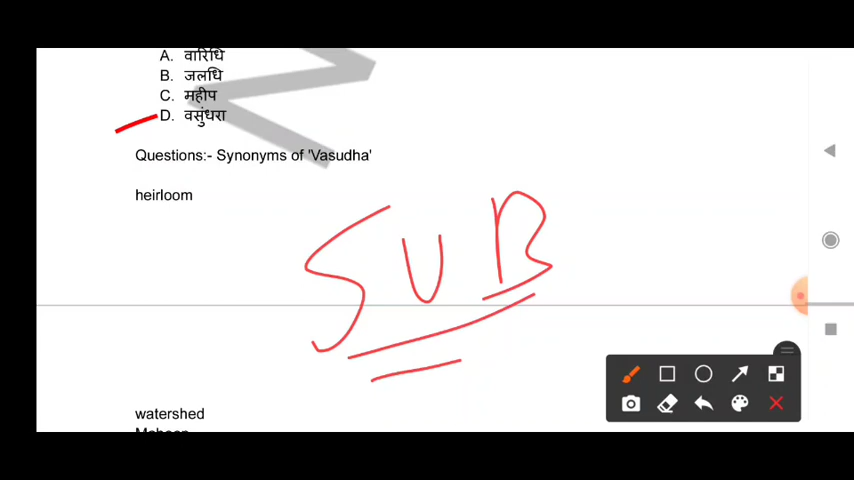 A. वारिधि
B. जलधि
C. महीप
D. वसुंधरा
Questions:- Synonyms of 'Vasudha'
heirloom
SUB
watershed